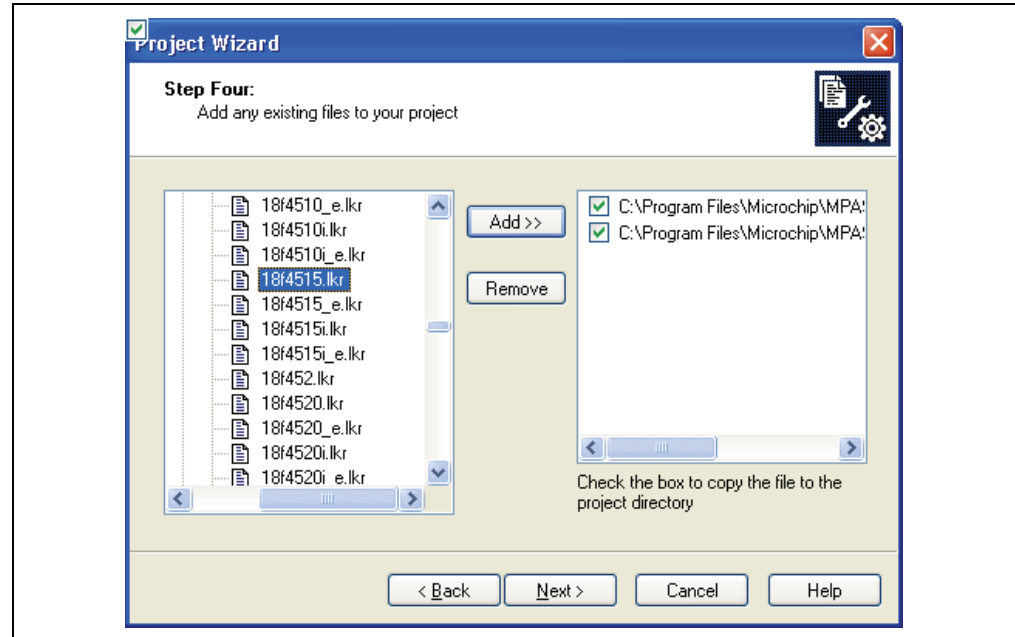 Project Wizard
Step Four:
Add any existing files to your project
18f4510_e.lkr
18f4510i.lkr
18f4510i_e.lkr
18f4515.lkr
18f4515_e.lkr
18f4515i.lkr
18f4515i_e.lkr
18f452.lkr
18f4520.lkr
18f4520_e.lkr
18f4520i.lkr
18f4520i_e.lkr
Add >>
Remove
C:\Program Files\Microchip\MPA
C:\Program Files\Microchip\MPA
Check the box to copy the file to the
project directory
< Back
Next >
Cancel
Help